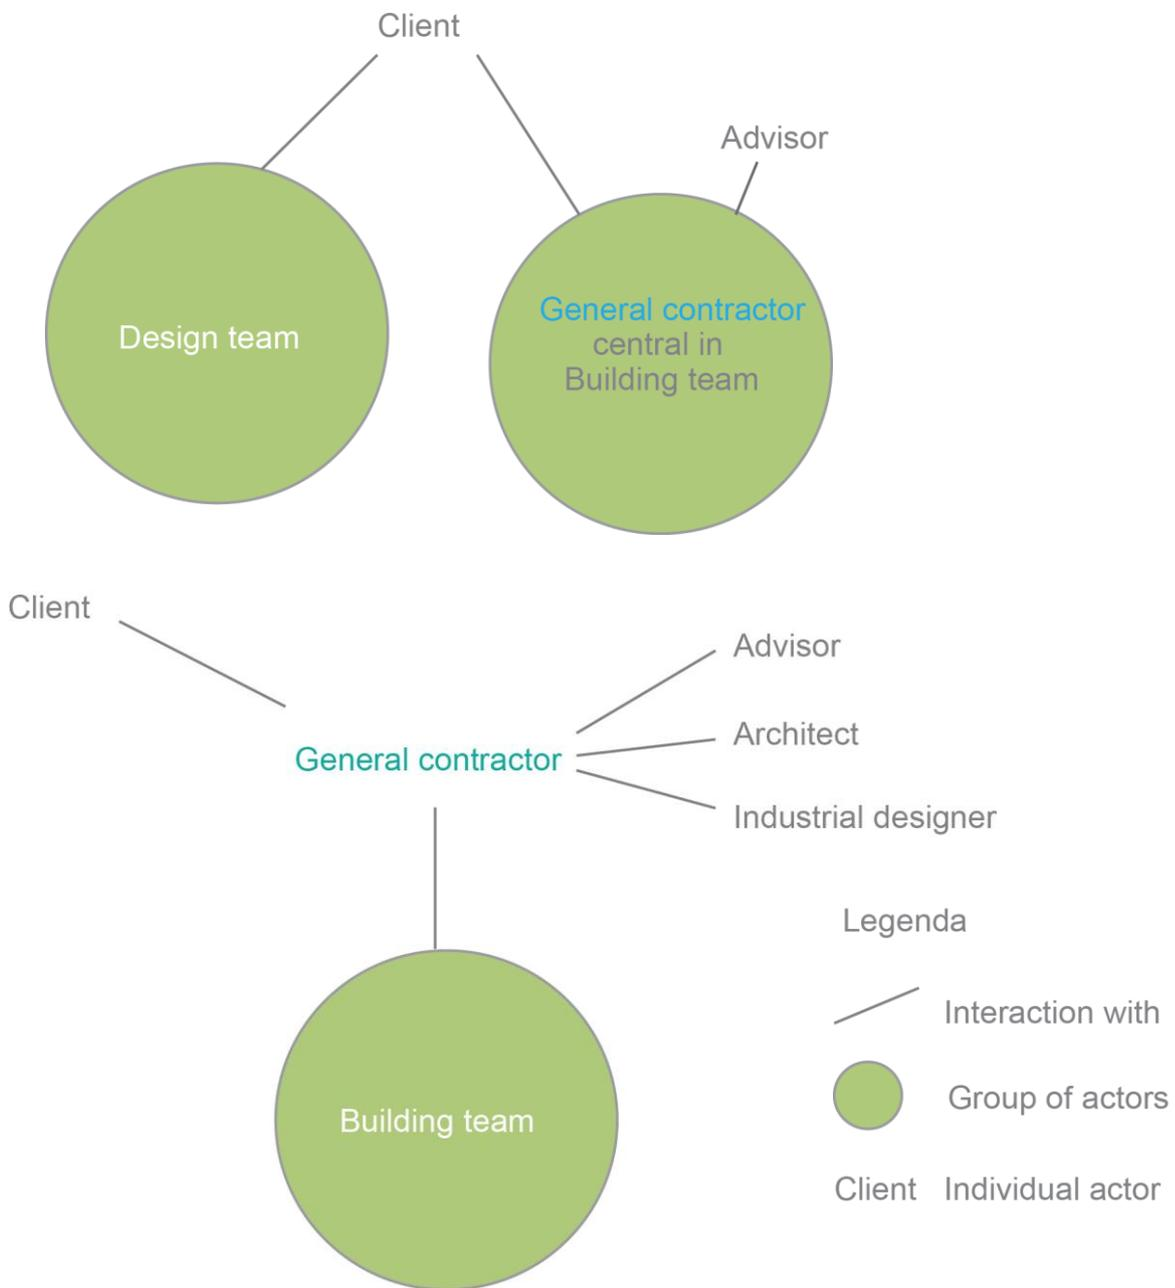 Client
Advisor
Design team
General contractor
central in
Building team
Client
Advisor
Architect
General contractor
Industrial designer
Legenda
Interaction with
Group of actors
Building team
Client Individual actor